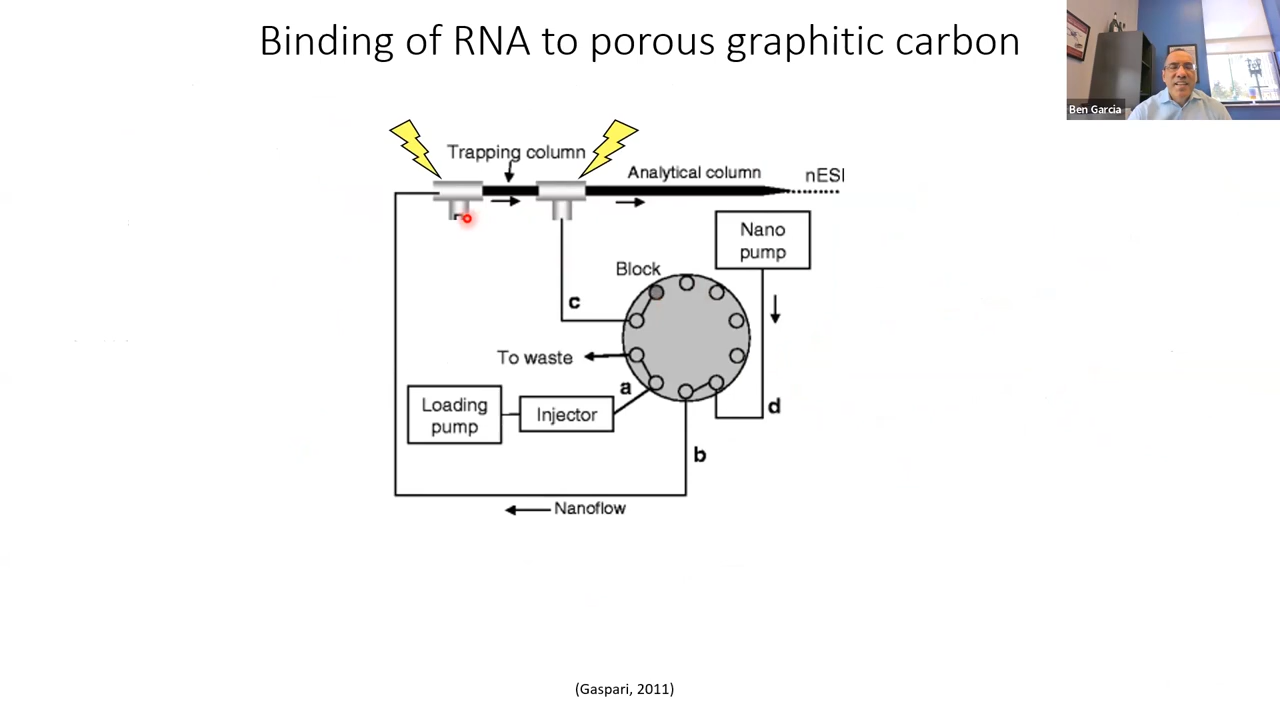 Binding of RNA to porous graphitic carbon
Ben Garcia
Trapping column
Analytical column
nESI
Nano
pump
Block
c
To waste
a
Loading
pump
Injector
d
b
Nanoflow
(Gaspari, 2011)